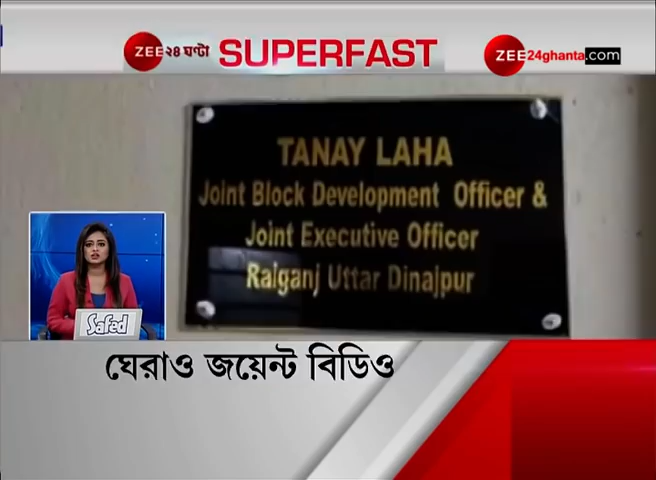 ZEE ২৪ ঘণ্টা SUPERFAST ZEE24ghanta.com
TANAY LAHA
Joint Block Development Officer &
Joint Executive Officer
Raiganj Uttar Dinajpur
Safed
ঘেরাও জয়েন্ট বিডিও